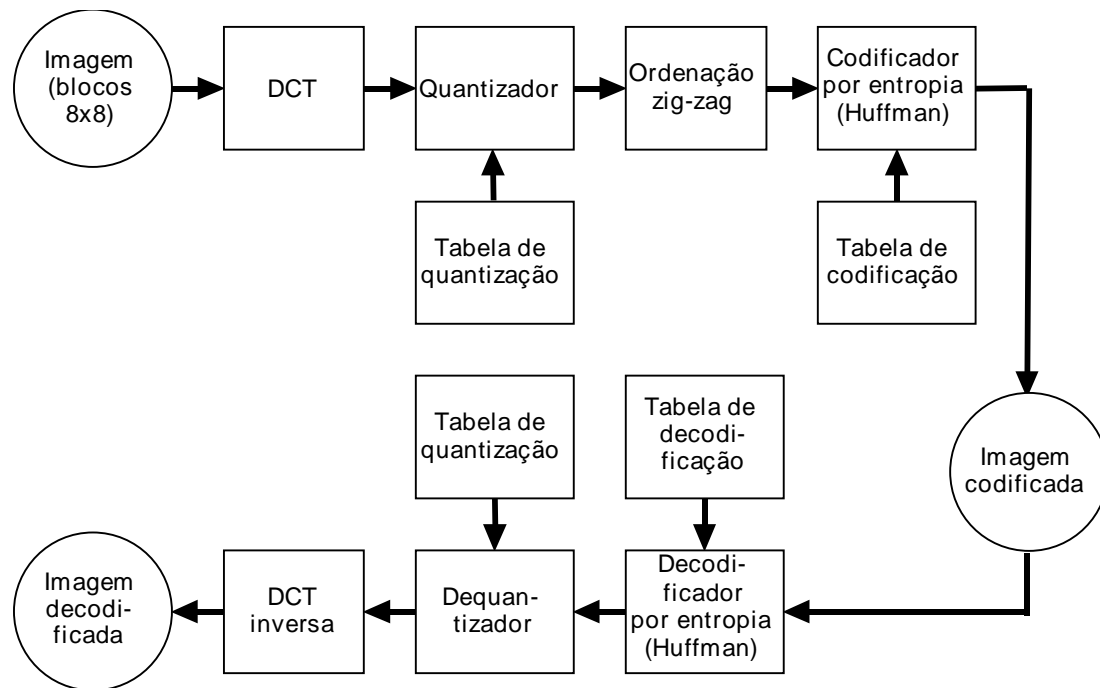 Imagem
(blocos
8x8)
DCT
Quantizador
Ordenação
zig-zag
Codificador
por entropia
(Huffman)
Tabela de
quantização
Tabela de
codificação
Tabela de
quantização
Tabela de
decodi-
ficação
Imagem
codificada
Imagem
decodi-
ficada
DCT
inversa
Dequan-
tizador
Decodi-
ficador
por entropia
(Huffman)